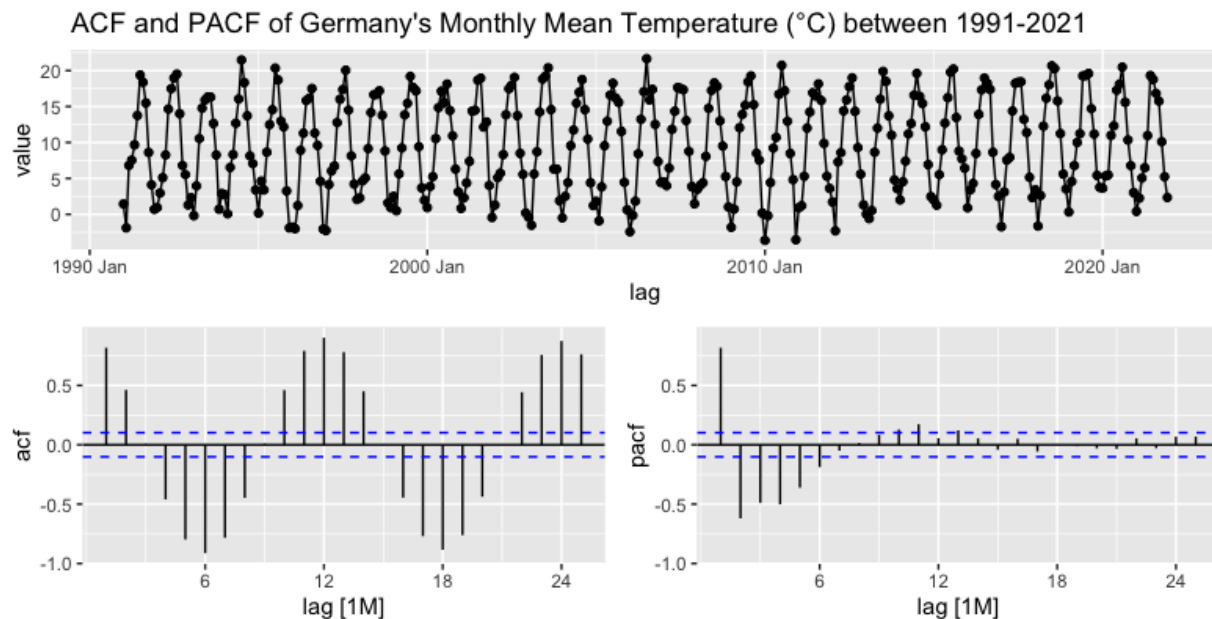 ACF and PACF of Germany's Monthly Mean Temperature (°C) between 1991-2021
20
15
10
5
0
value
1990 Jan 2000 Jan 2010 Jan 2020 Jan
lag
0.5
0.0
-0.5
-1.0
acf
6 12 18 24
lag [1M]
0.5
0.0
-0.5
-1.0
pacf
6 12 18 24
lag [1M]